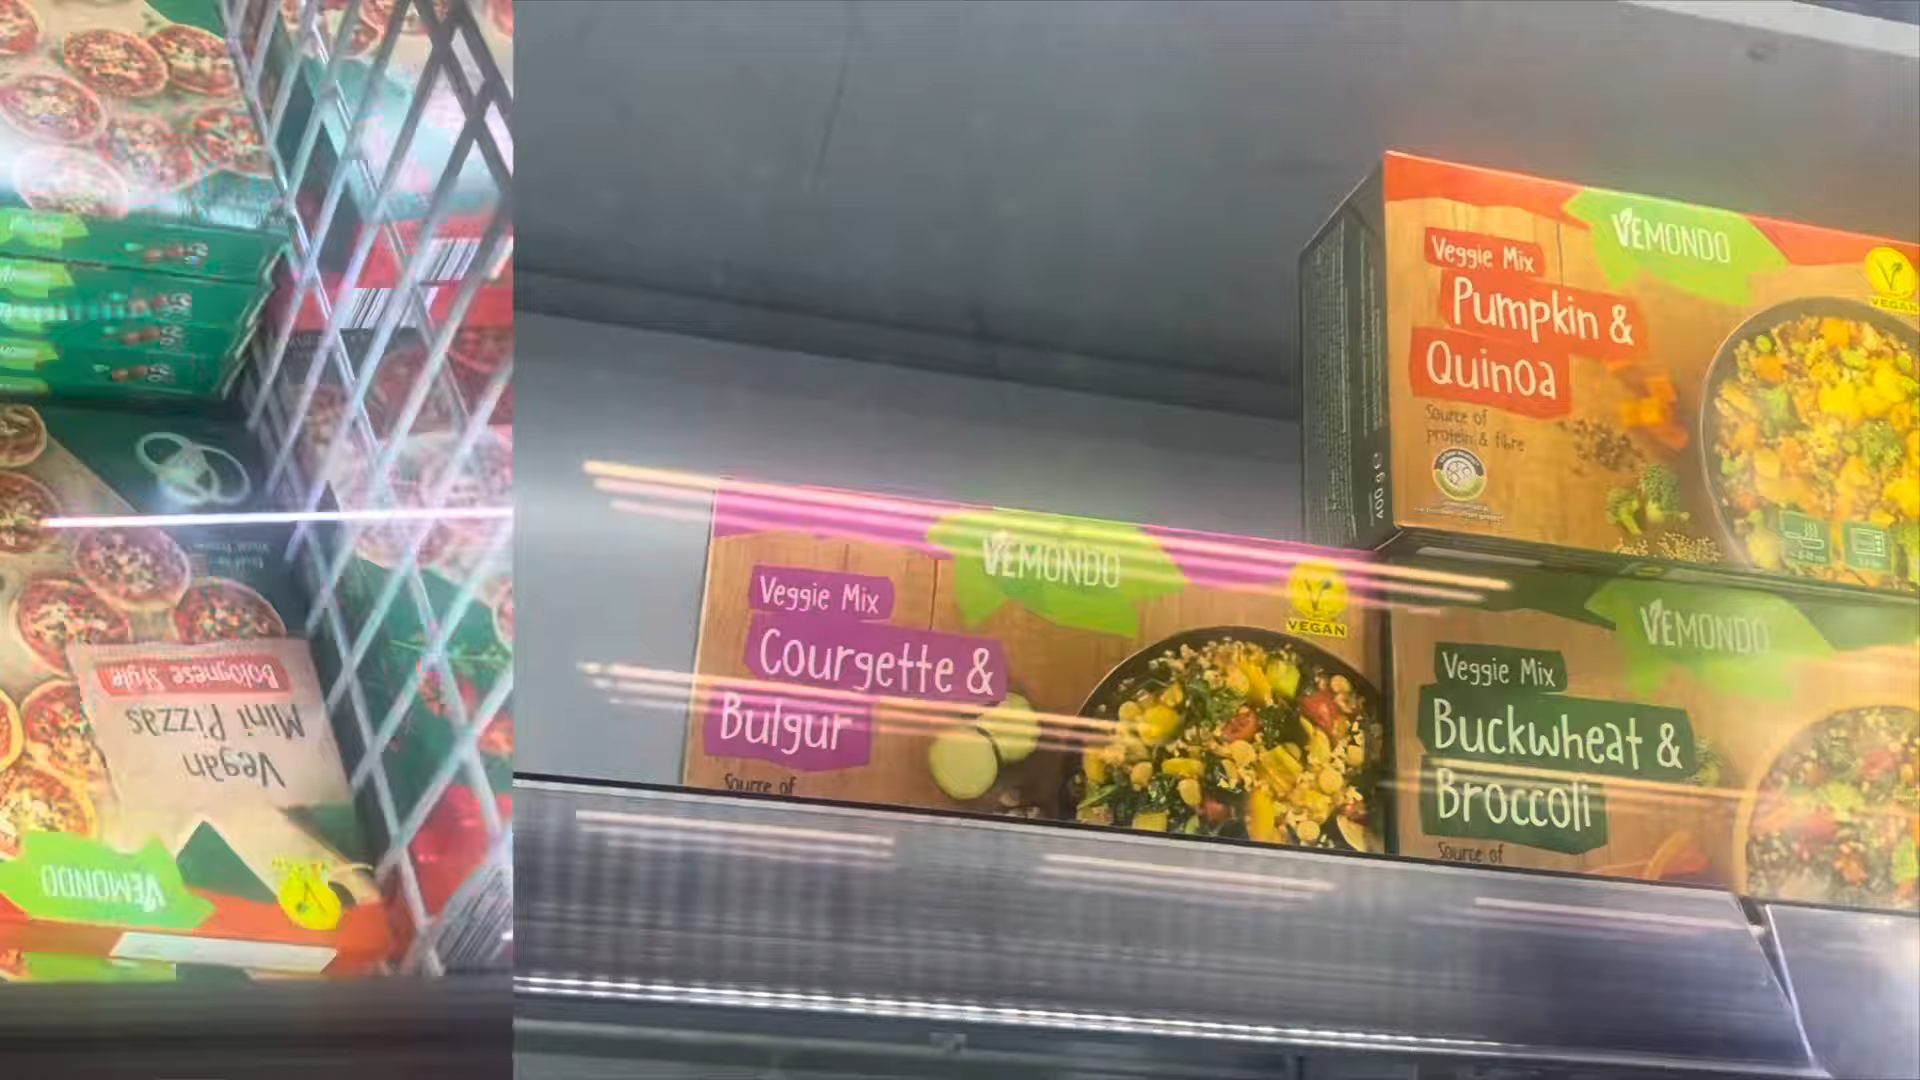 Bolognese Style
Mini Pizzas
Vegan
VEMONDO
VEMONDO
Veggie Mix
Pumpkin &
Quinoa
Source of
protein & fibre
400 g e
VEGAN
VEMONDO
Veggie Mix
Courgette &
Bulgur
Source of
VEGAN
VEMONDO
Veggie Mix
Buckwheat &
Broccoli
Source of